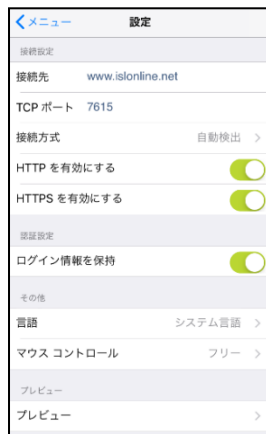 メニュー 設定
接続設定
接続先 www.islonline.net
TCP ポート 7615
接続方式 自動検出
HTTP を有効にする
HTTPS を有効にする
認証設定
ログイン情報を保持
その他
言語 システム言語
マウス コントロール フリー
プレビュー
プレビュー